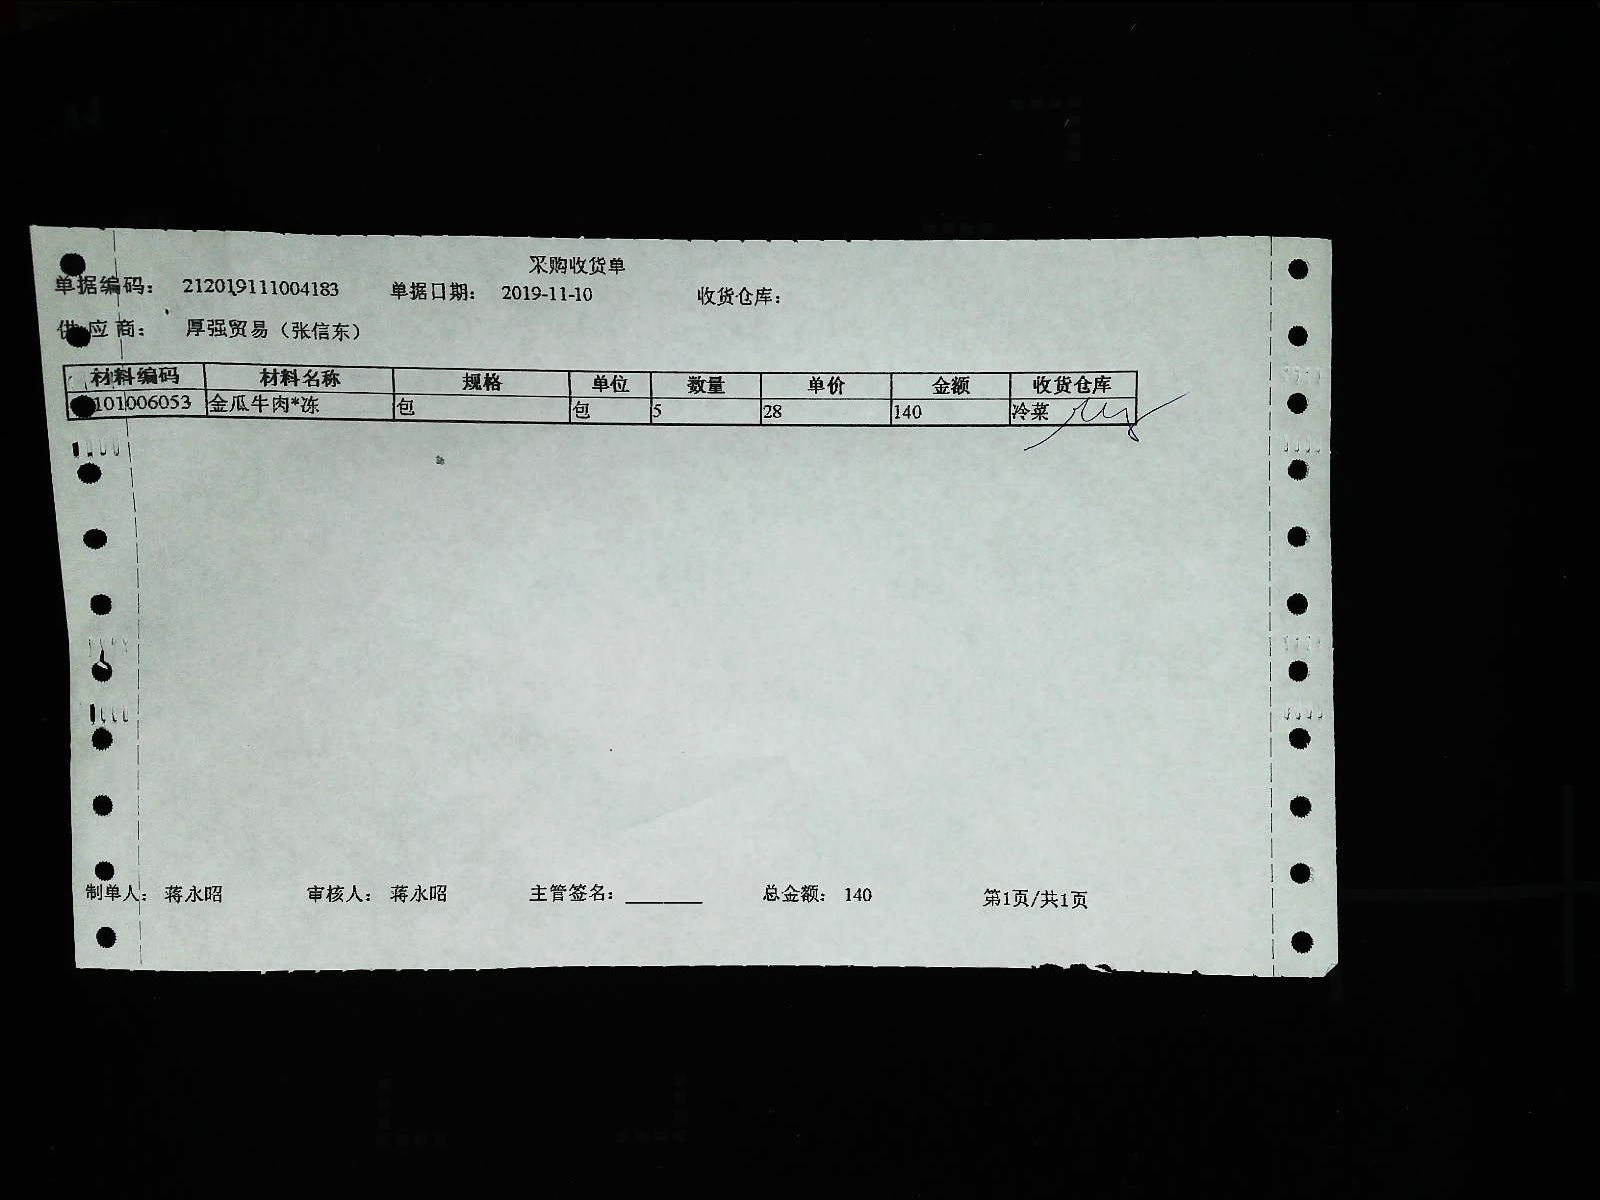 采购收货单
单据编码： 212019111004183 单据日期： 2019-11-10 收货仓库：
供应商： 厚强贸易（张信东）
材料编码 材料名称 规格 单位 数量 单价 金额 收货仓库
101006053 金瓜牛肉*冻 包 包 5 28 140 冷菜
制单人： 蒋永昭 审核人： 蒋永昭 主管签名： 总金额： 140 第1页/共1页